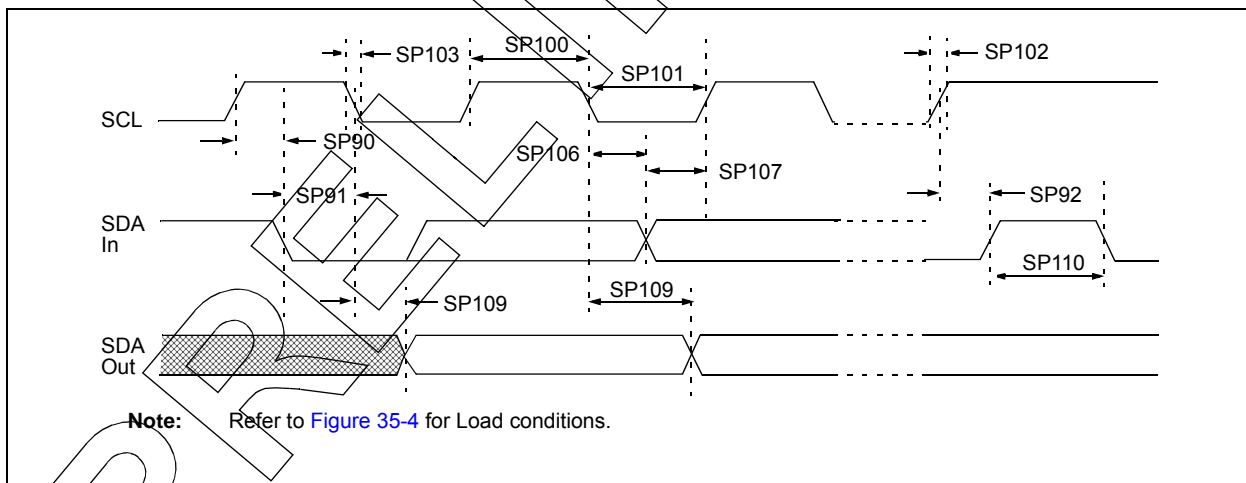 SP103
SP100
SP101
SP102
SCL
SP90
SP106
SP107
SP91
SP92
SDA
In
SP110
SP109
SP109
SDA
Out
Note: Refer to Figure 35-4 for Load conditions.